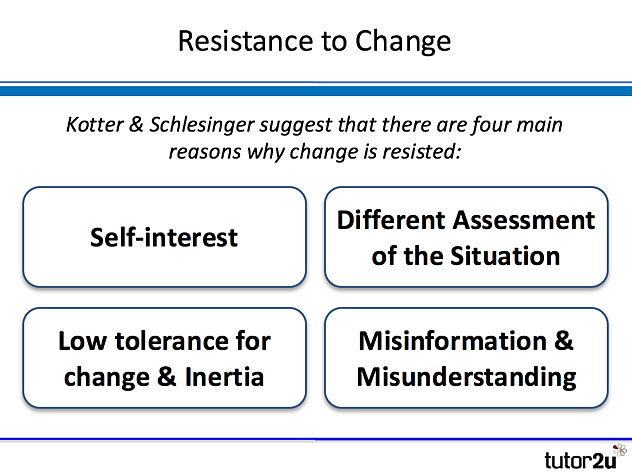 Resistance to Change
Kotter & Schlesinger suggest that there are four main
reasons why change is resisted:
Self-interest
Different Assessment
of the Situation
Low tolerance for
change & Inertia
Misinformation &
Misunderstanding
tutor2u